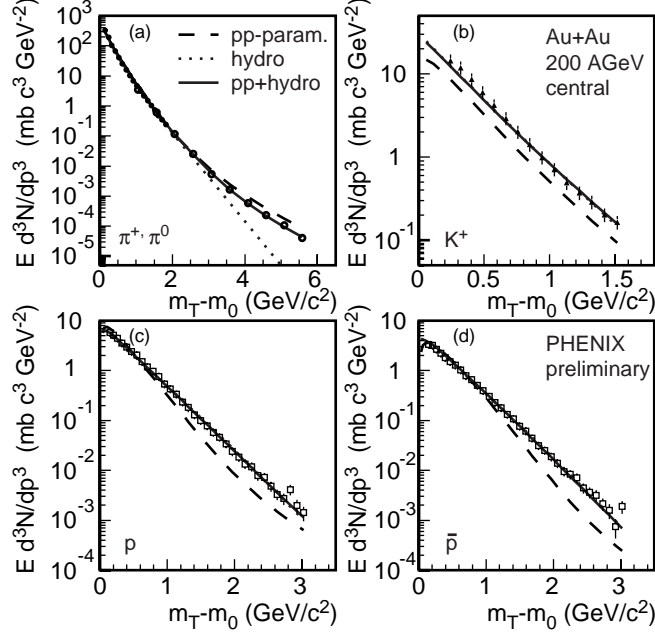 (a)
pp-param.
hydro
pp+hydro
π⁺, π⁰
E d³N/dp³ (mb c³ GeV⁻²)
10³
10²
10
1
10⁻¹
10⁻²
10⁻³
10⁻⁴
10⁻⁵
0 2 4 6
m_T-m_0 (GeV/c²)
(b)
Au+Au
200 AGeV
central
K⁺
E d³N/dp³ (mb c³ GeV⁻²)
10
1
10⁻¹
0 0.5 1 1.5
m_T-m_0 (GeV/c²)
(c)
p
E d³N/dp³ (mb c³ GeV⁻²)
10
1
10⁻¹
10⁻²
10⁻³
10⁻⁴
0 1 2 3
m_T-m_0 (GeV/c²)
(d)
PHENIX
preliminary
p̄
E d³N/dp³ (mb c³ GeV⁻²)
10
1
10⁻¹
10⁻²
10⁻³
10⁻⁴
0 1 2 3
m_T-m_0 (GeV/c²)